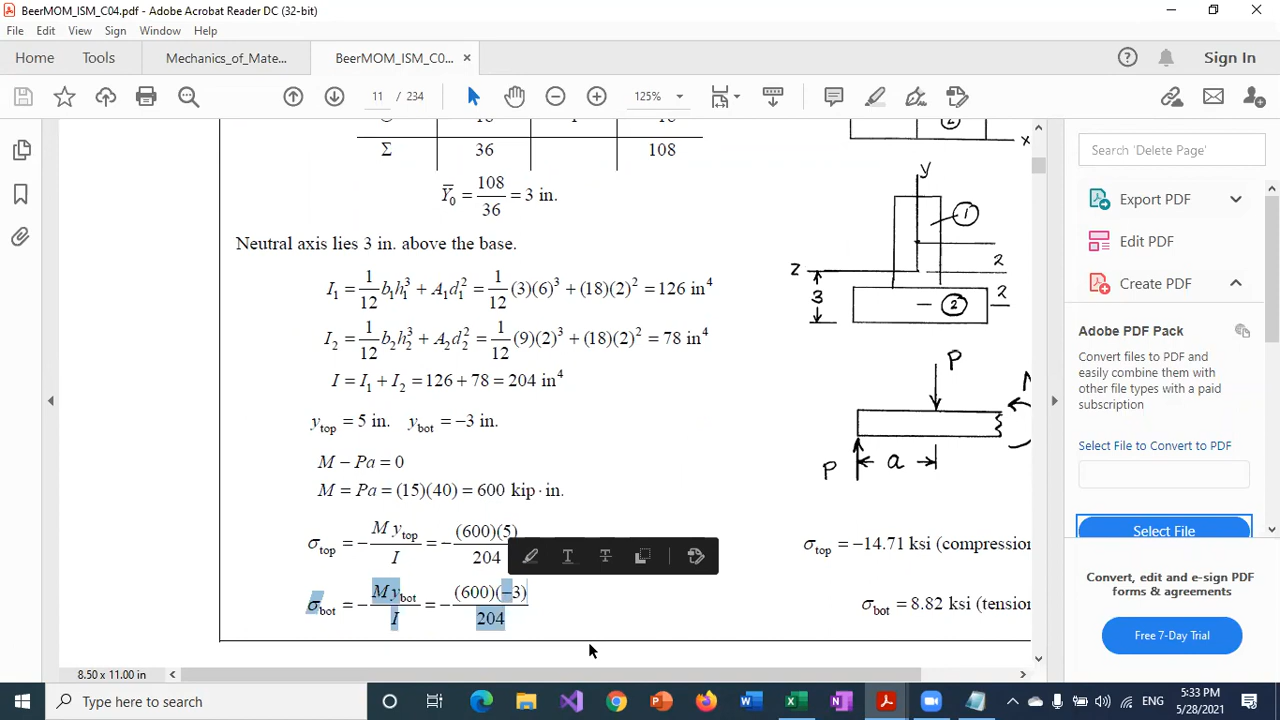 BeerMOM_ISM_C04.pdf - Adobe Acrobat Reader DC (32-bit)
File Edit View Sign Window Help
Home Tools Mechanics_of_Mate... BeerMOM_ISM_C0... ×
Sign In
11 / 234 125%
Σ 36 108
Ȳ₀ = 108/36 = 3 in.
Neutral axis lies 3 in. above the base.
I₁ = 1/12 b₁h₁³ + A₁d₁² = 1/12 (3)(6)³ + (18)(2)² = 126 in⁴
I₂ = 1/12 b₂h₂³ + A₂d₂² = 1/12 (9)(2)³ + (18)(2)² = 78 in⁴
I = I₁ + I₂ = 126 + 78 = 204 in⁴
y_top = 5 in. y_bot = −3 in.
M − Pa = 0
M = Pa = (15)(40) = 600 kip · in.
σ_top = − M y_top / I = − (600)(5) / 204
σ_top = −14.71 ksi (compression
σ_bot = − M y_bot / I = − (600)(−3) / 204
σ_bot = 8.82 ksi (tension
2
x
y
1
z
2
3
2
2
P
P
a
8.50 x 11.00 in
Search 'Delete Page'
Export PDF
Edit PDF
Create PDF
Adobe PDF Pack
Convert files to PDF and
easily combine them with
other file types with a paid
subscription
Select File to Convert to PDF
Select File
Convert, edit and e-sign PDF
forms & agreements
Free 7-Day Trial
Type here to search
ENG
5:33 PM
5/28/2021